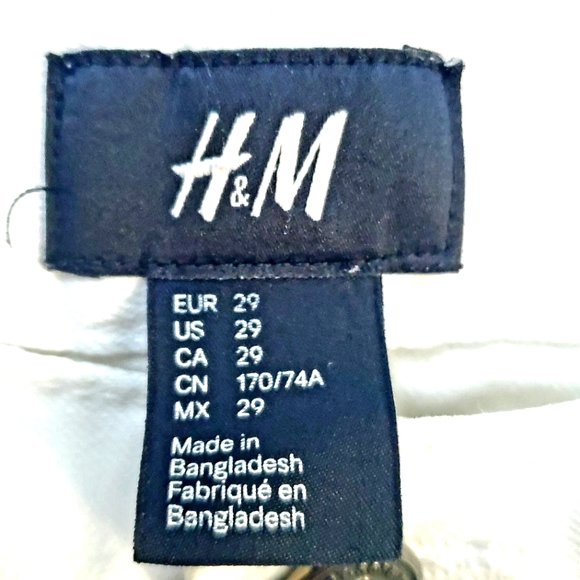 H&M
EUR 29
US 29
CA 29
CN 170/74A
MX 29
Made in
Bangladesh
Fabriqué en
Bangladesh